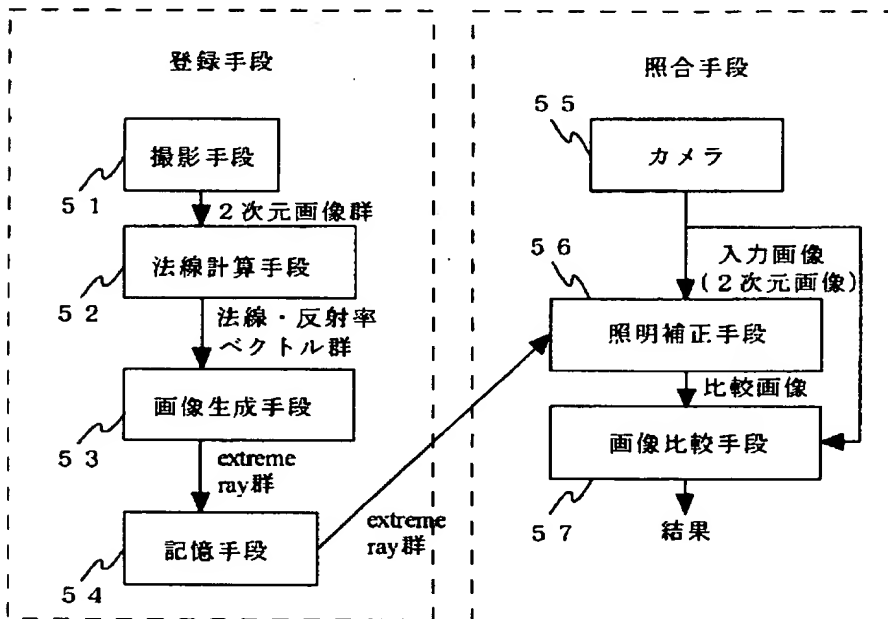 登録手段
撮影手段
51
2次元画像群
法線計算手段
52
法線・反射率
ベクトル群
画像生成手段
53
extreme
ray群
記憶手段
54
extreme
ray群
照合手段
55
カメラ
56
入力画像
(2次元画像)
照明補正手段
比較画像
画像比較手段
57
結果